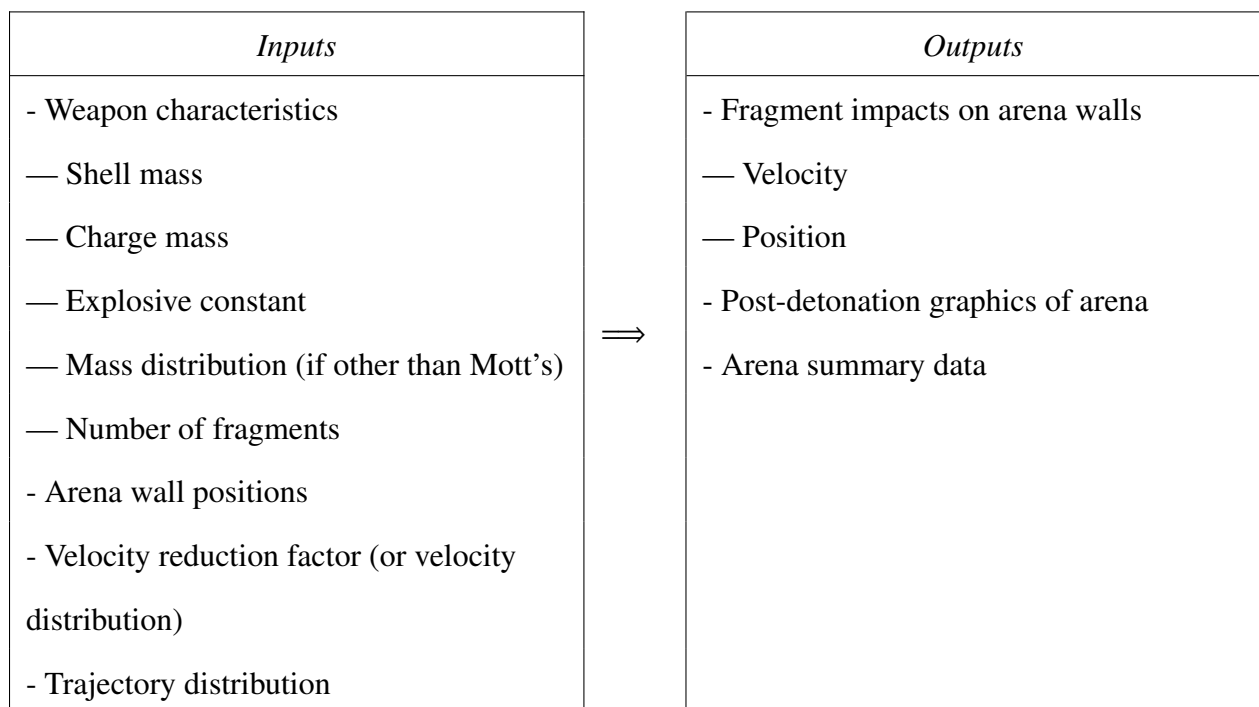 Inputs
- Weapon characteristics
— Shell mass
— Charge mass
— Explosive constant
— Mass distribution (if other than Mott's)
— Number of fragments
- Arena wall positions
- Velocity reduction factor (or velocity
distribution)
- Trajectory distribution
⟹
Outputs
- Fragment impacts on arena walls
— Velocity
— Position
- Post-detonation graphics of arena
- Arena summary data